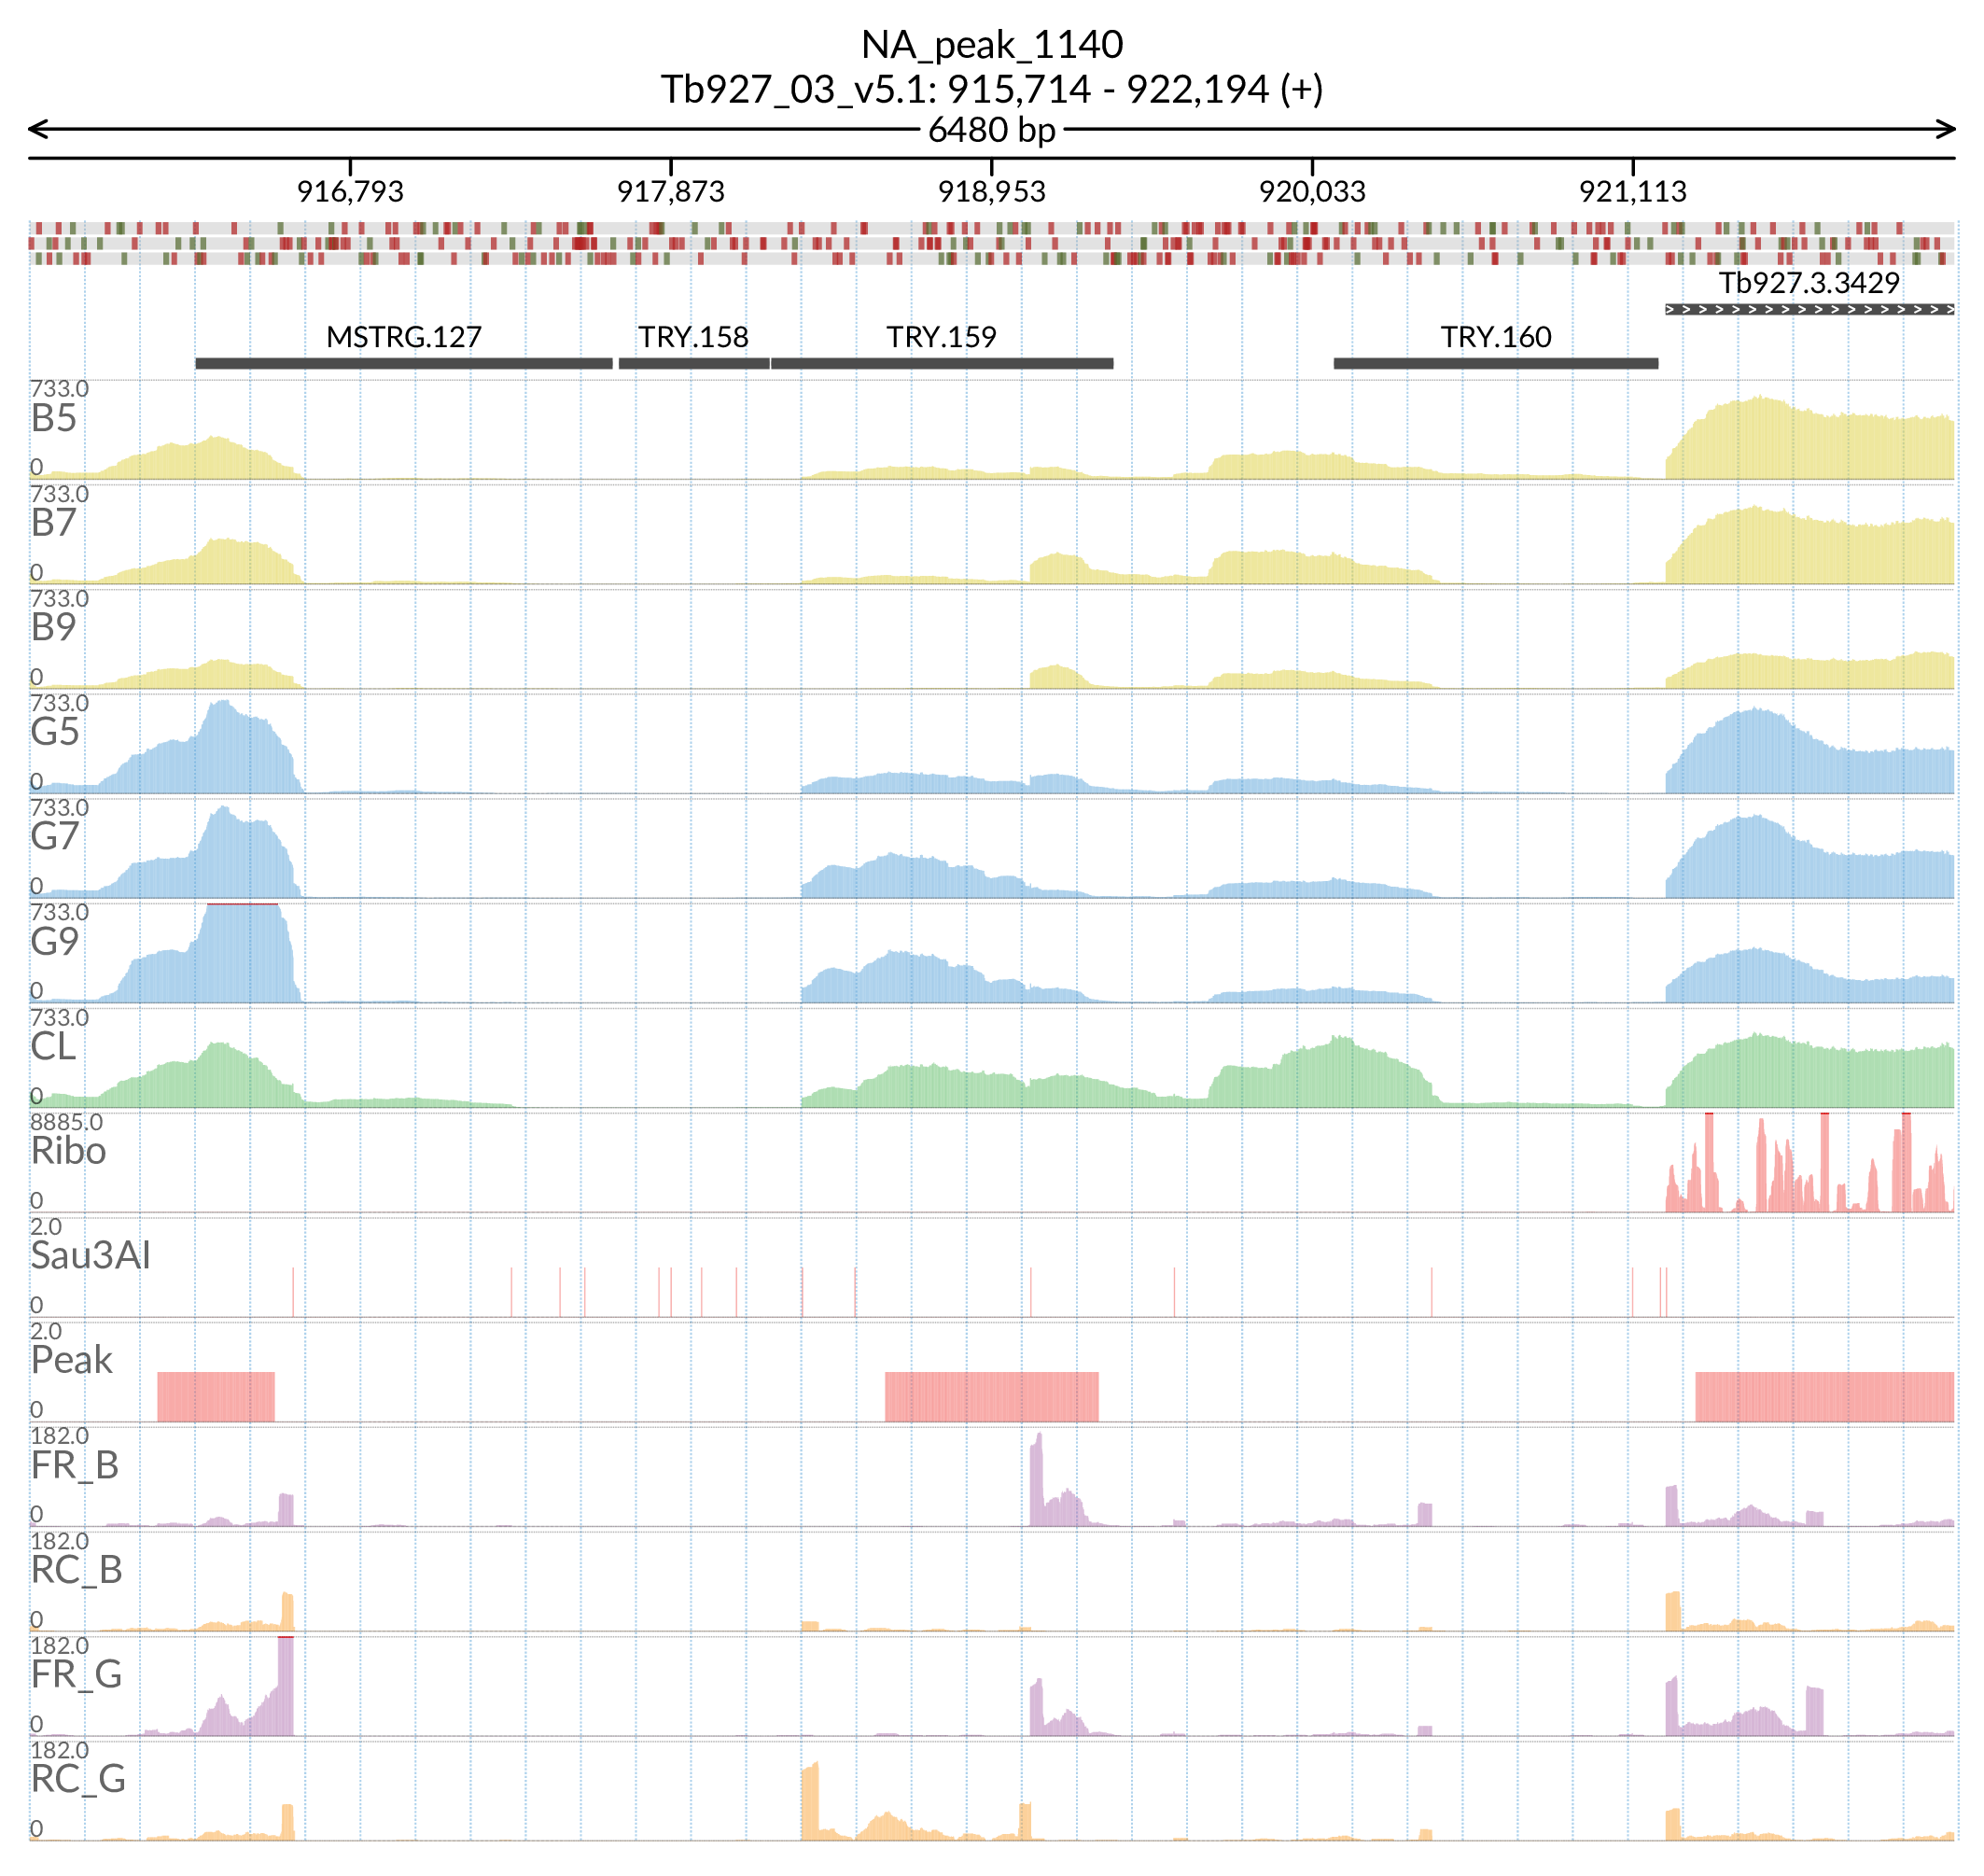 NA_peak_1140
Tb927_03_v5.1: 915,714 - 922,194 (+)
6480 bp
916,793 917,873 918,953 920,033 921,113
Tb927.3.3429
MSTRG.127 TRY.158 TRY.159 TRY.160
733.0
B5
0
733.0
B7
0
733.0
B9
0
733.0
G5
0
733.0
G7
0
733.0
G9
0
733.0
CL
0
8885.0
Ribo
0
2.0
Sau3AI
0
2.0
Peak
0
182.0
FR_B
0
182.0
RC_B
0
182.0
FR_G
0
182.0
RC_G
0